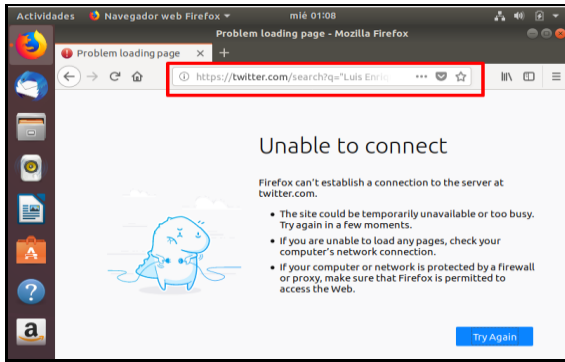 Actividades Navegador web Firefox mié 01:08
Problem loading page - Mozilla Firefox
Problem loading page
https://twitter.com/search?q="Luis Enriq
Unable to connect
Firefox can't establish a connection to the server at
twitter.com.
• The site could be temporarily unavailable or too busy.
Try again in a few moments.
• If you are unable to load any pages, check your
computer's network connection.
• If your computer or network is protected by a firewall
or proxy, make sure that Firefox is permitted to
access the Web.
Try Again